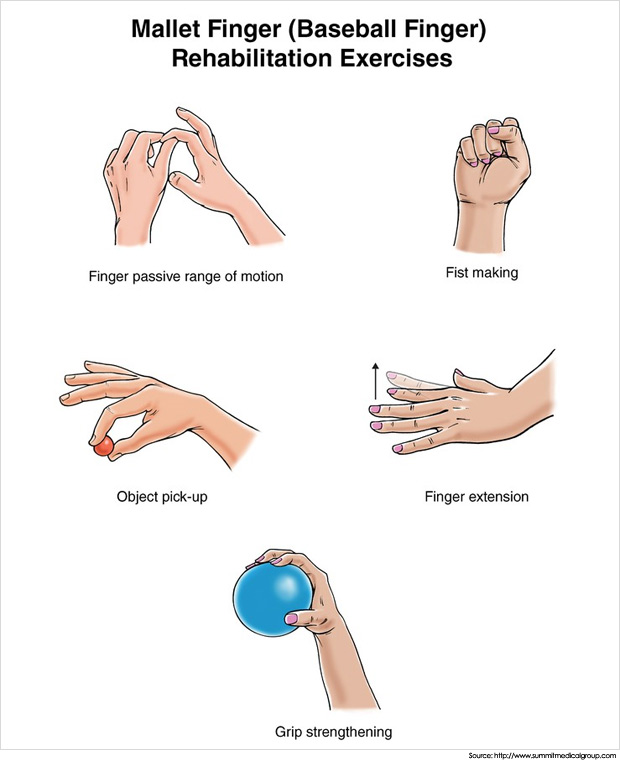 Mallet Finger (Baseball Finger)
Rehabilitation Exercises
Finger passive range of motion
Fist making
Object pick-up
Finger extension
Grip strengthening
Source: http://www.summitmedicalgroup.com